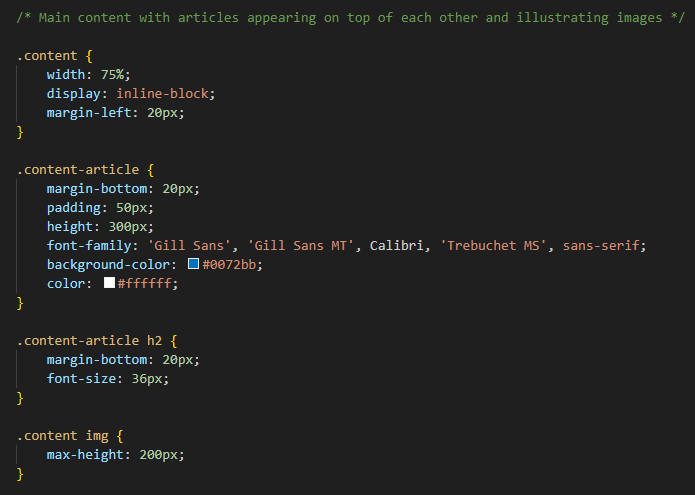 /* Main content with articles appearing on top of each other and illustrating images */
.content {
width: 75%;
display: inline-block;
margin-left: 20px;
}
.content-article {
margin-bottom: 20px;
padding: 50px;
height: 300px;
font-family: 'Gill Sans', 'Gill Sans MT', Calibri, 'Trebuchet MS', sans-serif;
background-color: #0072bb;
color: #ffffff;
}
.content-article h2 {
margin-bottom: 20px;
font-size: 36px;
}
.content img {
max-height: 200px;
}